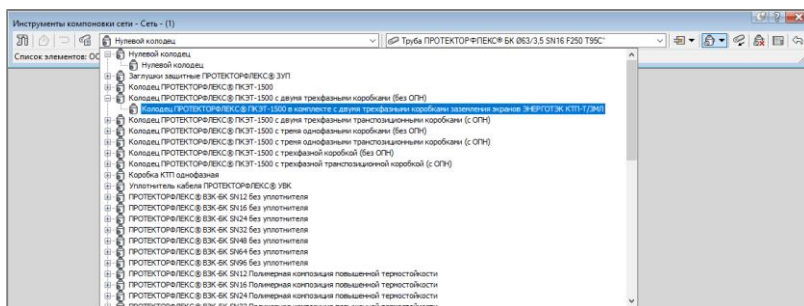 Инструменты компоновки сети - Сеть - (1)
Нулевой колодец
Труба ПРОТЕКТОРФЛЕКС® БК Ø63/3.5 SN16 F250 T95C°
Список элементов: ОС
Нулевой колодец
Нулевой колодец
Заглушки защитные ПРОТЕКТОРФЛЕКС® ЗУП
Колодец ПРОТЕКТОРФЛЕКС® ПКЭТ-1500
Колодец ПРОТЕКТОРФЛЕКС® ПКЭТ-1500 с двумя трехфазными коробками (без ОПН)
Колодец ПРОТЕКТОРФЛЕКС® ПКЭТ-1500 в комплекте с двумя трехфазными коробками заземления экранов ЭНЕРГОТЭК КТП-Т/ЗМЛ
Колодец ПРОТЕКТОРФЛЕКС® ПКЭТ-1500 с двумя трехфазными транспозиционными коробками (с ОПН)
Колодец ПРОТЕКТОРФЛЕКС® ПКЭТ-1500 с тремя однофазными коробками (без ОПН)
Колодец ПРОТЕКТОРФЛЕКС® ПКЭТ-1500 с тремя однофазными транспозиционными коробками (с ОПН)
Колодец ПРОТЕКТОРФЛЕКС® ПКЭТ-1500 с трехфазной коробкой (без ОПН)
Колодец ПРОТЕКТОРФЛЕКС® ПКЭТ-1500 с трехфазной транспозиционной коробкой (с ОПН)
Коробка КТП однофазная
Уплотнитель кабеля ПРОТЕКТОРФЛЕКС® УВК
ПРОТЕКТОРФЛЕКС® ВЗК-БК SN12 без уплотнителя
ПРОТЕКТОРФЛЕКС® ВЗК-БК SN16 без уплотнителя
ПРОТЕКТОРФЛЕКС® ВЗК-БК SN24 без уплотнителя
ПРОТЕКТОРФЛЕКС® ВЗК-БК SN32 без уплотнителя
ПРОТЕКТОРФЛЕКС® ВЗК-БК SN48 без уплотнителя
ПРОТЕКТОРФЛЕКС® ВЗК-БК SN64 без уплотнителя
ПРОТЕКТОРФЛЕКС® ВЗК-БК SN96 без уплотнителя
ПРОТЕКТОРФЛЕКС® ВЗК-БК SN12 Полимерная композиция повышенной термостойкости
ПРОТЕКТОРФЛЕКС® ВЗК-БК SN16 Полимерная композиция повышенной термостойкости
ПРОТЕКТОРФЛЕКС® ВЗК-БК SN24 Полимерная композиция повышенной термостойкости